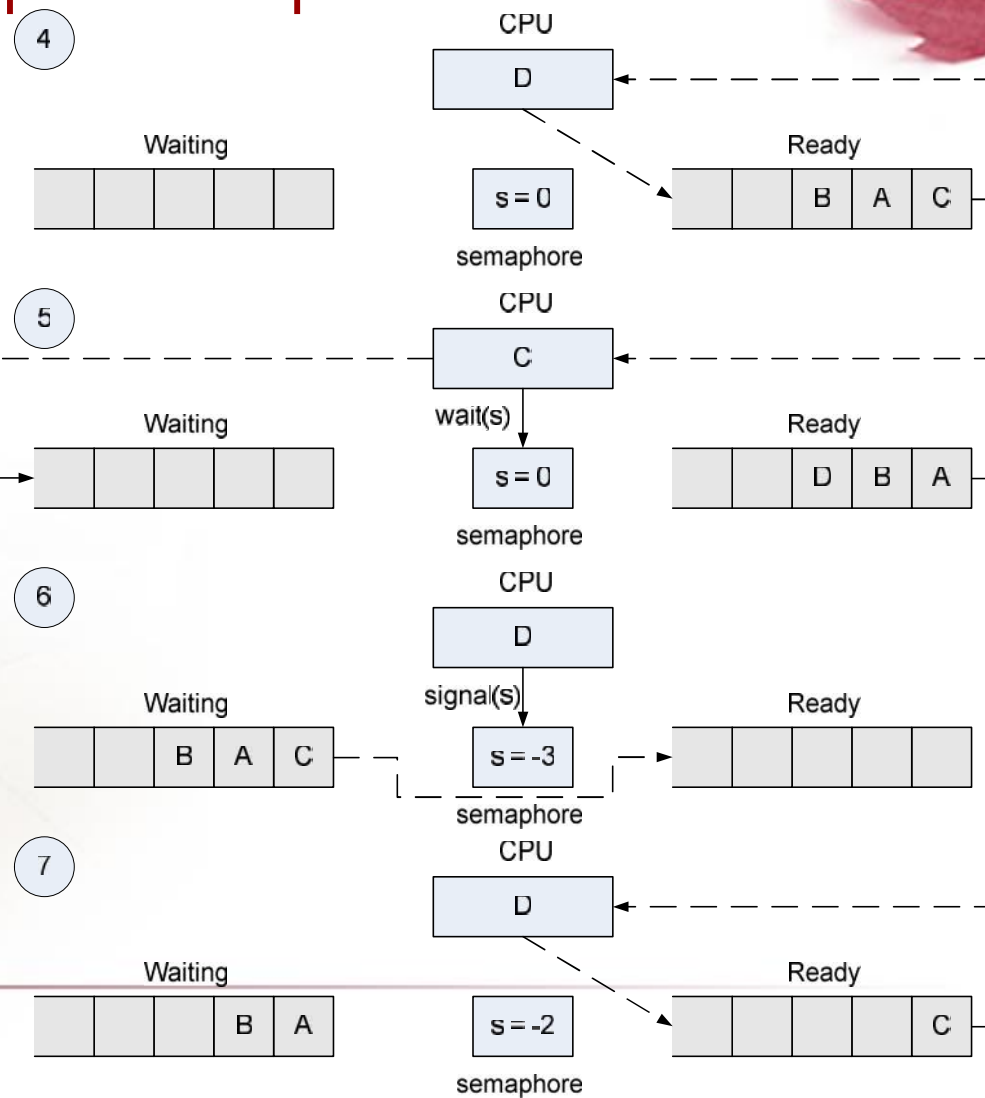 4
CPU
D
Waiting
Ready
s = 0
B A C
semaphore
5
CPU
C
wait(s)
Waiting
Ready
s = 0
D B A
semaphore
6
CPU
D
signal(s)
Waiting
Ready
B A C
s = -3
semaphore
7
CPU
D
Waiting
Ready
B A
s = -2
C
semaphore